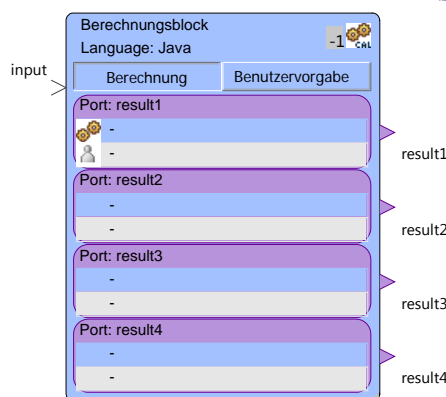 Berechnungsblock
Language: Java
-1
CAL
input
Berechnung
Benutzervorgabe
Port: result1
-
-
result1
Port: result2
-
-
result2
Port: result3
-
-
result3
Port: result4
-
-
result4